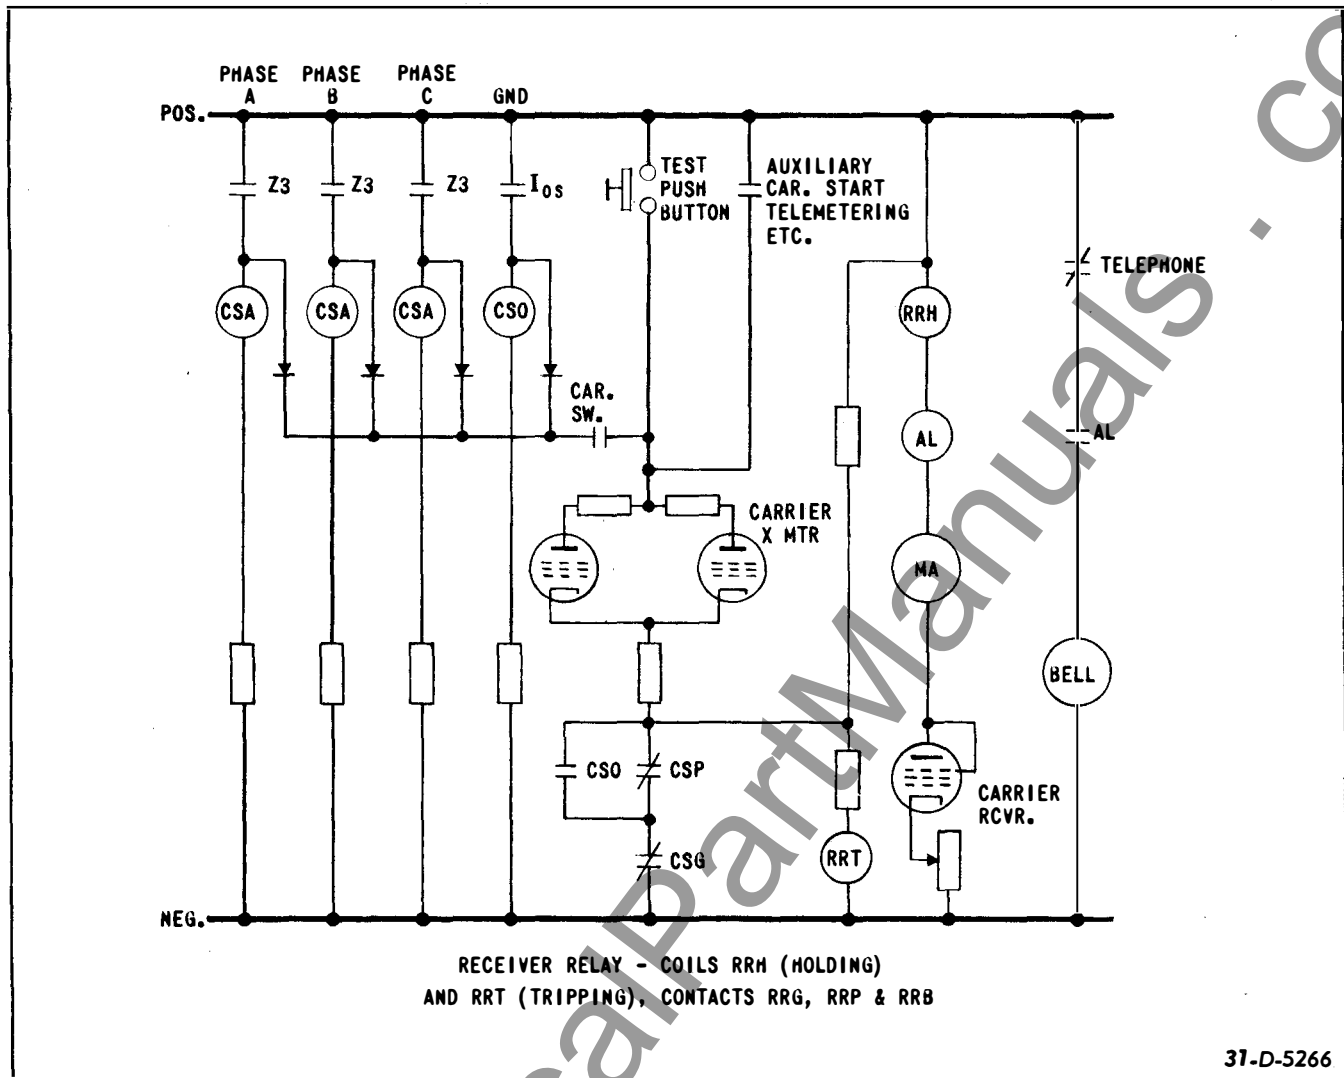 PHASE A
PHASE B
PHASE C
GND
POS.
Z3
Z3
Z3
IOS
TEST
PUSH
BUTTON
AUXILIARY
CAR. START
TELEMETERING
ETC.
TELEPHONE
CSA
CSA
CSA
CSO
RRH
CAR.
SW.
AL
AL
CARRIER
X MTR
MA
BELL
CSO
CSP
CARRIER
RCVR.
CSG
RRT
NEG.
RECEIVER RELAY - COILS RRH (HOLDING)
AND RRT (TRIPPING), CONTACTS RRG, RRP & RRB
31-D-5266